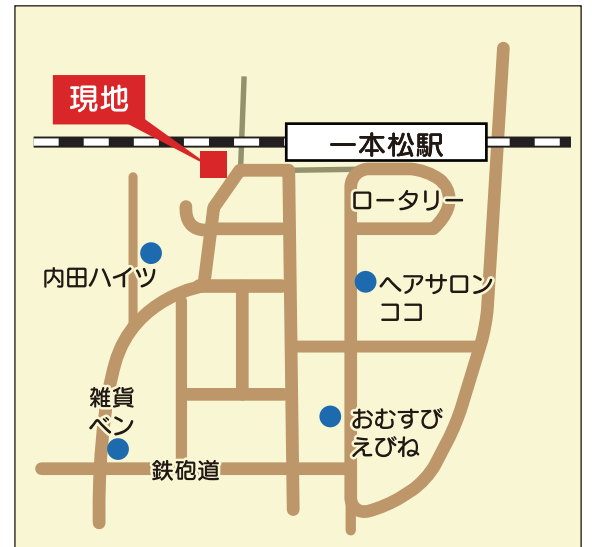 現地
一本松駅
ロータリー
内田ハイツ
ヘアサロン
ココ
雑貨
ベン
おむすび
えびね
鉄砲道